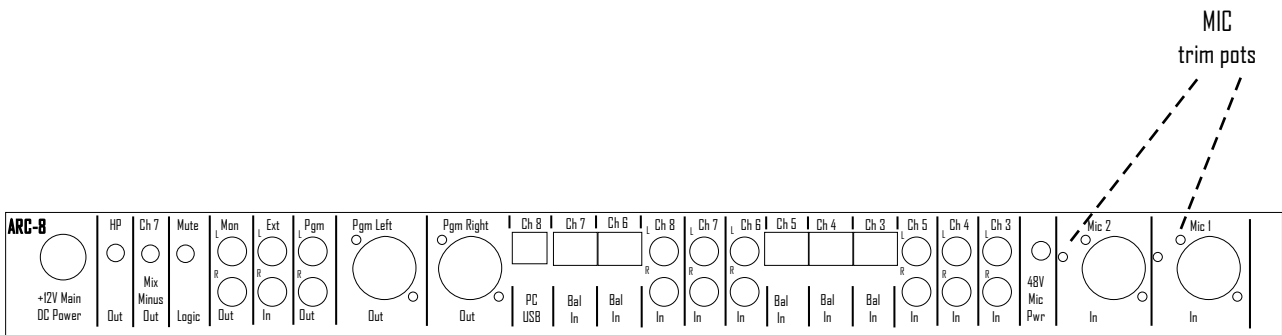 MIC
trim pots
ARC-8 HP Ch 7 Mute Mon Ext Pgm Pgm Left Pgm Right Ch 8 Ch 7 Ch 6 Ch 8 Ch 7 Ch 6 Ch 5 Ch 4 Ch 3 Ch 5 Ch 4 Ch 3 Mic 2 Mic 1
L L L L L L L L L
R R R R R R R R R
+12V Main Mix 48V
DC Power Minus PC Bal Bal Bal Bal Bal Mic
Out Out Logic Out In Out Out Out USB In In In In In In In In In In In Pwr In In